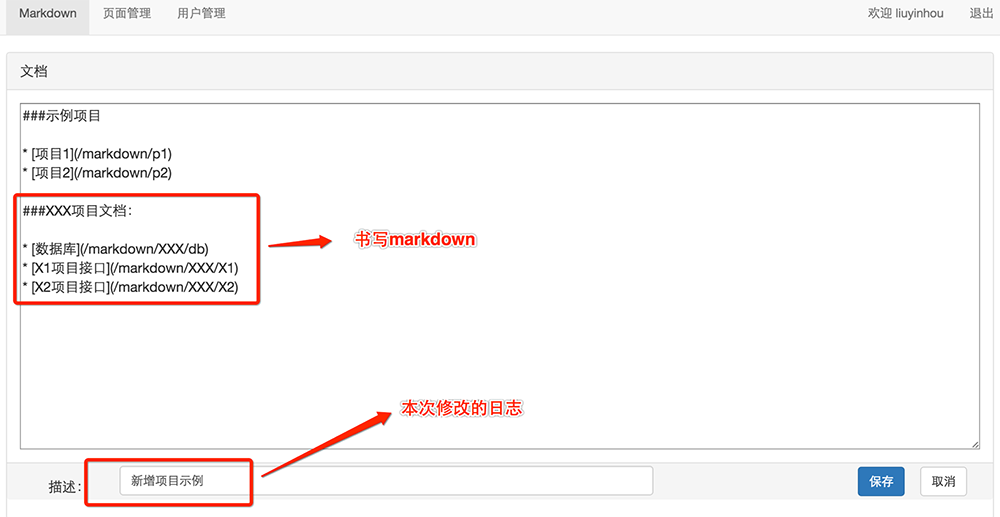 Markdown 页面管理 用户管理 欢迎 liuyinhou 退出
文档
###示例项目
* [项目1](/markdown/p1)
* [项目2](/markdown/p2)
###XXX项目文档：
* [数据库](/markdown/XXX/db)
* [X1项目接口](/markdown/XXX/X1)
* [X2项目接口](/markdown/XXX/X2)
书写markdown
本次修改的日志
描述： 新增项目示例 保存 取消